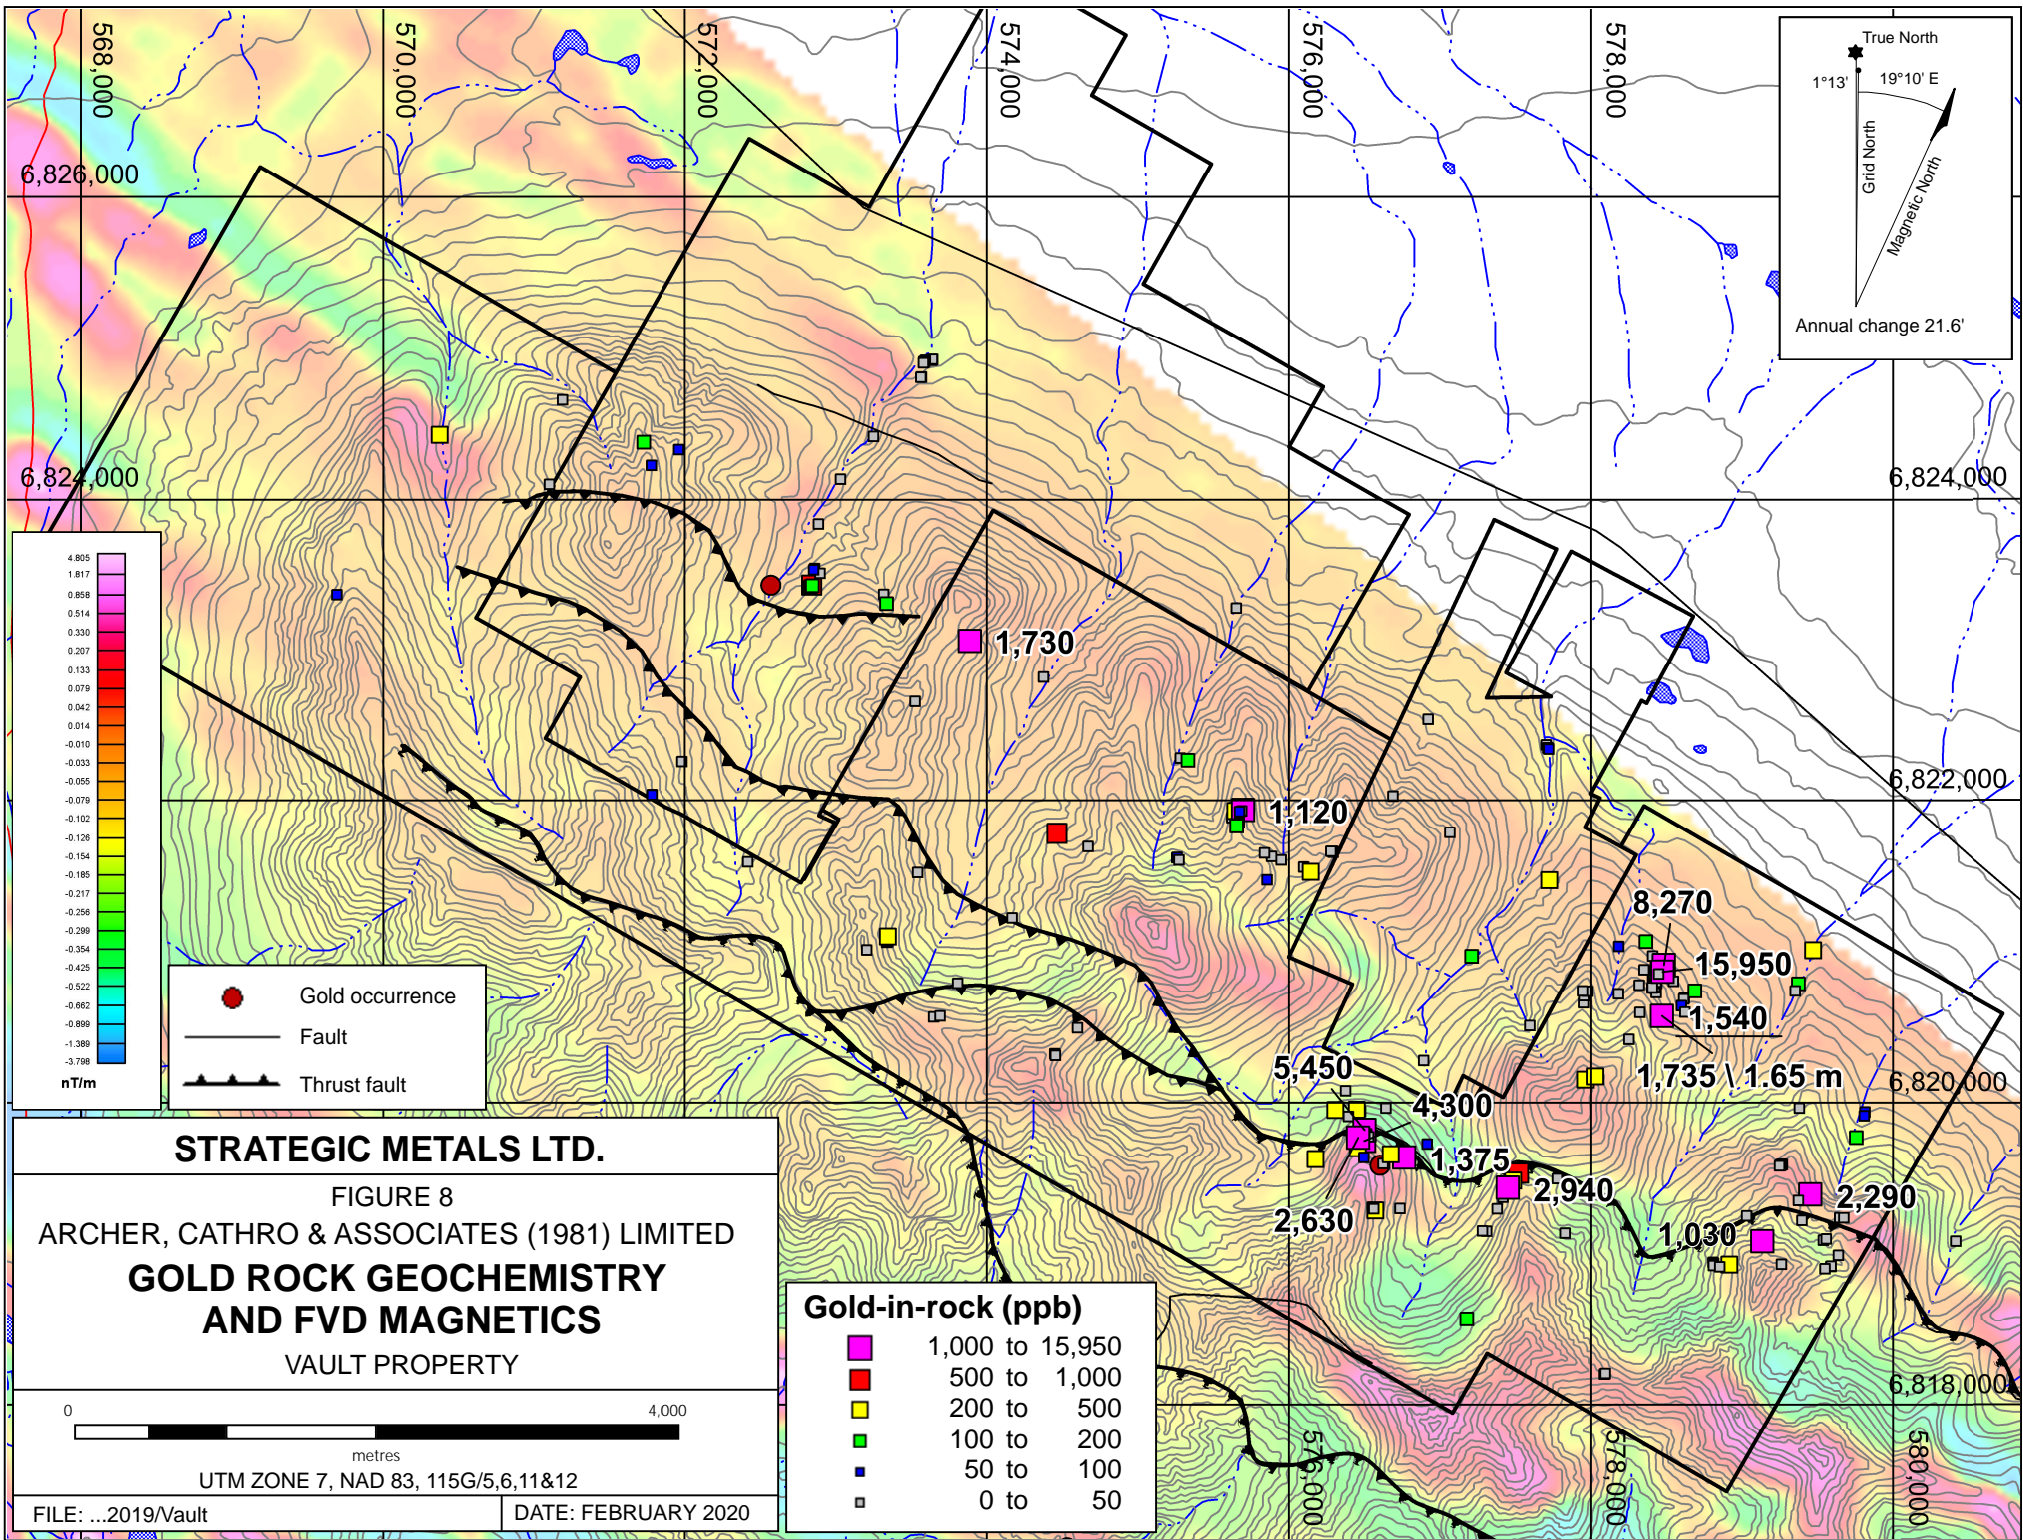 568,000
570,000
572,000
574,000
576,000
578,000
True North
1°13'
19°10' E
Grid North
Magnetic North
Annual change 21.6'
6,826,000
6,824,000
6,824,000
4.805
1.817
0.858
0.514
0.330
0.207
0.133
0.079
0.042
0.014
-0.010
-0.033
-0.055
-0.079
-0.102
-0.126
-0.154
-0.185
-0.217
-0.256
-0.299
-0.354
-0.425
-0.522
-0.662
-0.899
-1.389
-3.798
nT/m
1,730
6,822,000
1,120
8,270
15,950
1,540
1,735 \ 1.65 m
6,820,000
5,450
4,300
1,375
2,940
2,630
2,290
1,030
6,818,000
576,000
578,000
580,000
Gold occurrence
Fault
Thrust fault
STRATEGIC METALS LTD.
FIGURE 8
ARCHER, CATHRO & ASSOCIATES (1981) LIMITED
GOLD ROCK GEOCHEMISTRY
AND FVD MAGNETICS
VAULT PROPERTY
0 4,000
metres
UTM ZONE 7, NAD 83, 115G/5,6,11&12
FILE: ...2019/Vault
DATE: FEBRUARY 2020
Gold-in-rock (ppb)
1,000 to 15,950
500 to 1,000
200 to 500
100 to 200
50 to 100
0 to 50